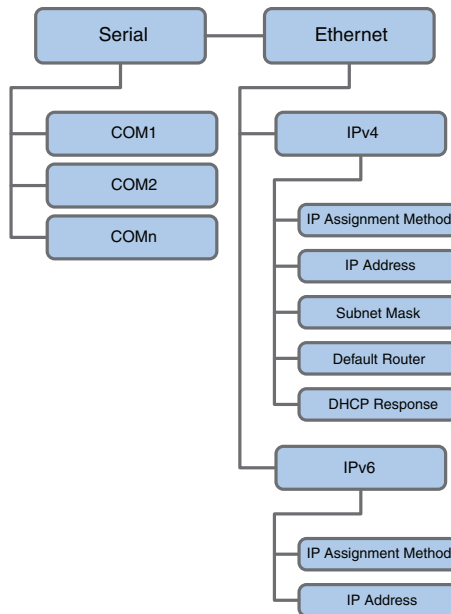 Serial
Ethernet
COM1
COM2
COMn
IPv4
IP Assignment Method
IP Address
Subnet Mask
Default Router
DHCP Response
IPv6
IP Assignment Method
IP Address